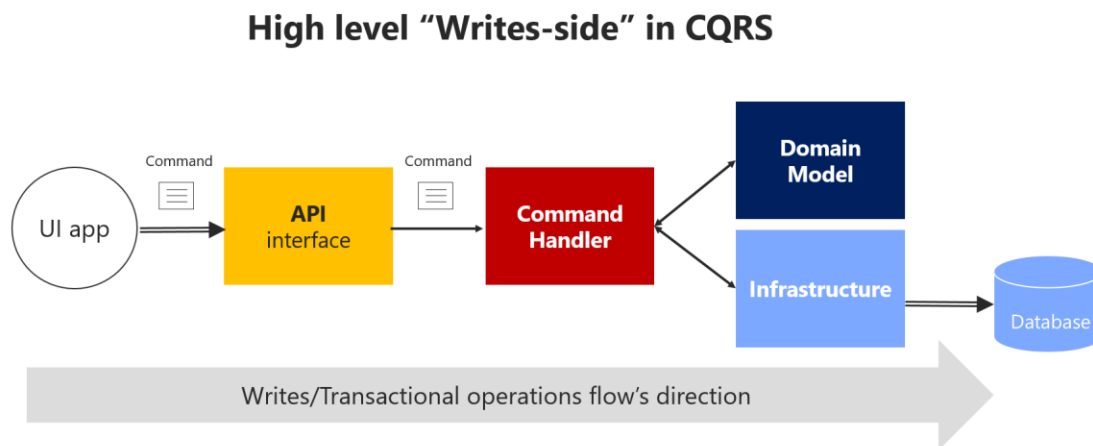 High level “Writes-side” in CQRS
Command
Command
UI app
API
interface
Command
Handler
Domain
Model
Infrastructure
Database
Writes/Transactional operations flow’s direction